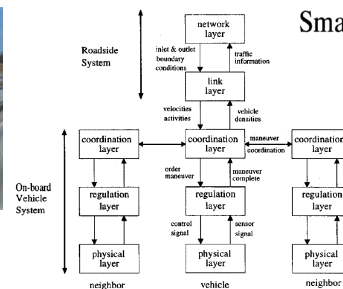 Sma
network
layer
Roadside
System
inlet & outlet
boundary
conditions
traffic
information
link
layer
velocities
activities
vehicle
densities
coordination
layer
coordination
layer
maneuver
coordination
coordination
layer
order
maneuver
maneuver
complete
On-board
Vehicle
System
regulation
layer
regulation
layer
regulation
layer
control
signal
sensor
signal
physical
layer
physical
layer
physical
layer
neighbor
vehicle
neighbor